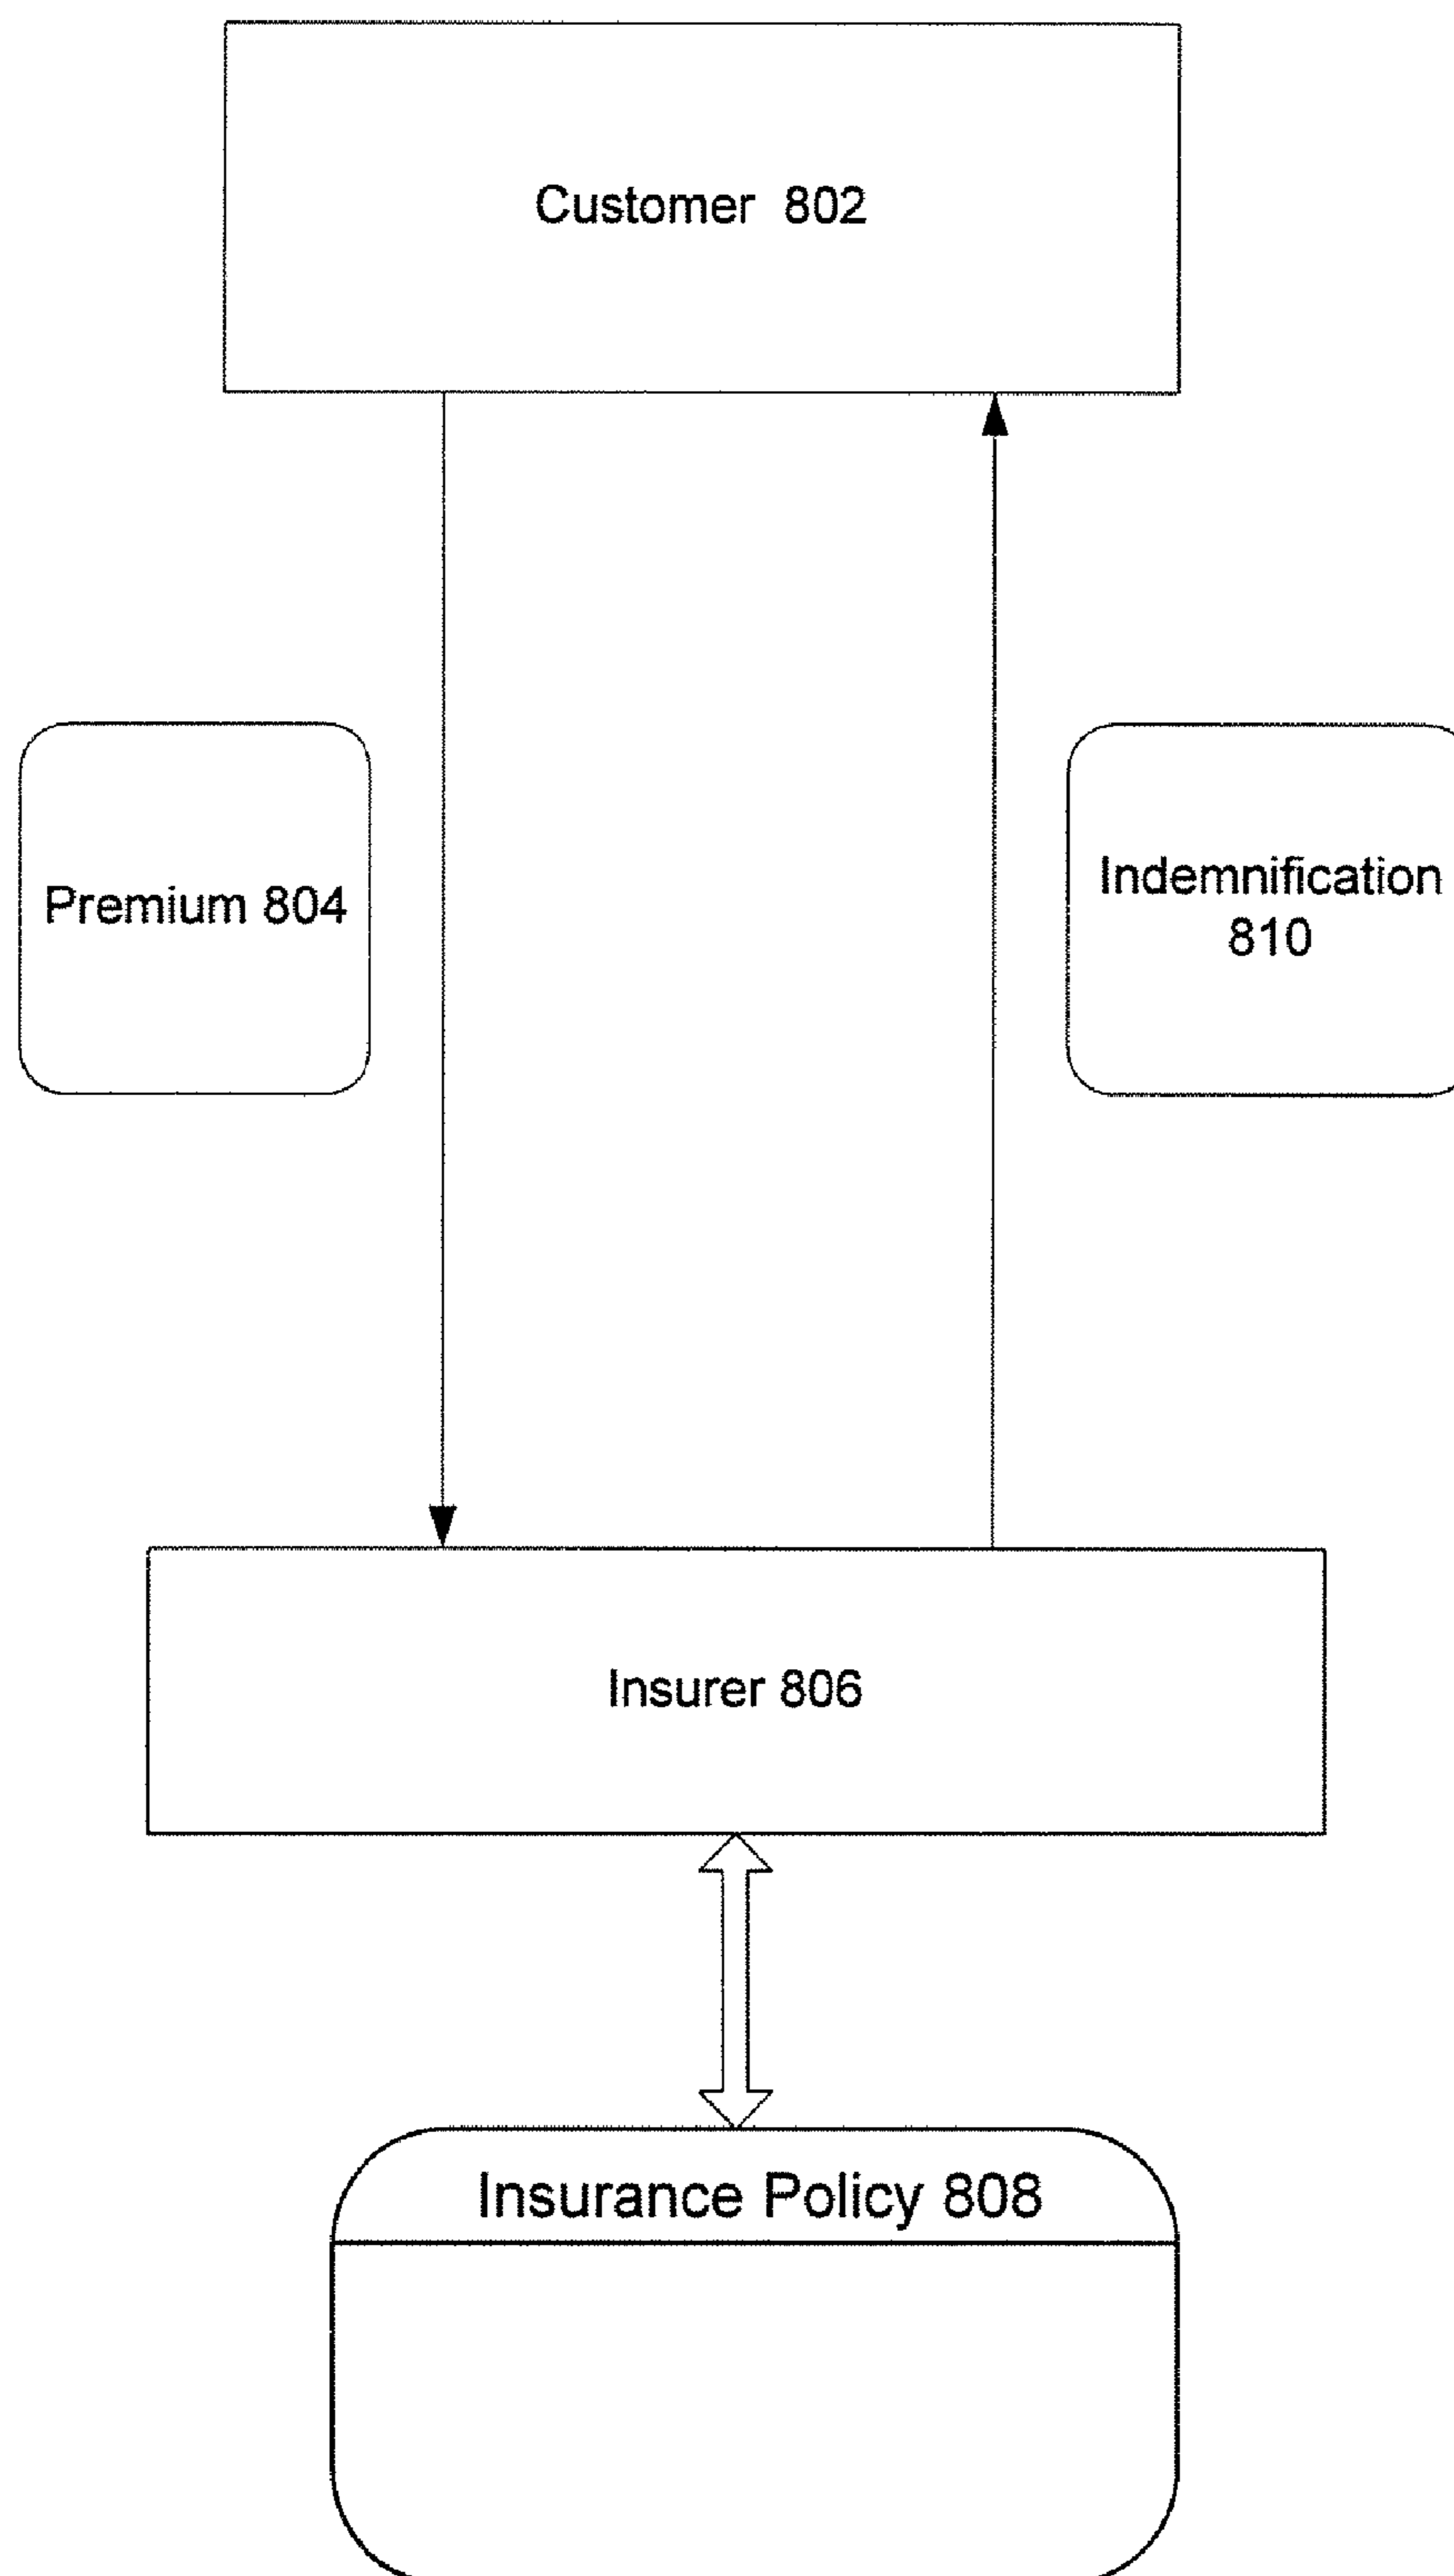 Customer 802
Premium 804
Indemnification
810
Insurer 806
Insurance Policy 808